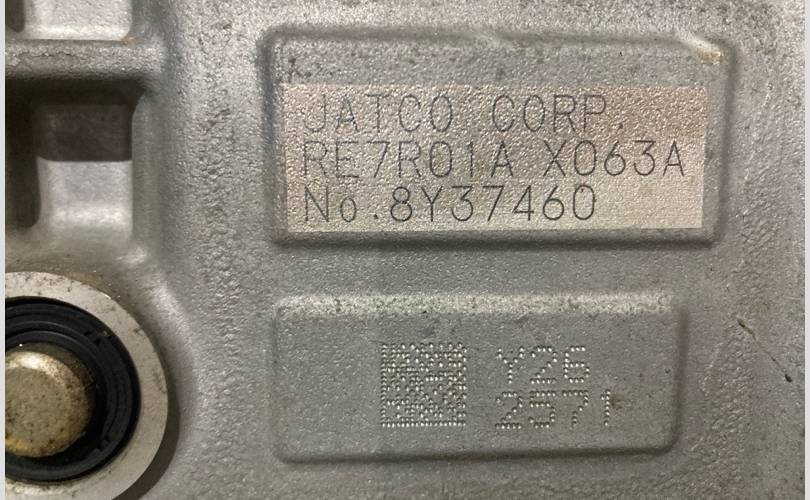 JATCO CORP.
RE7R01A X063A
No.8Y37460
Y26
2571